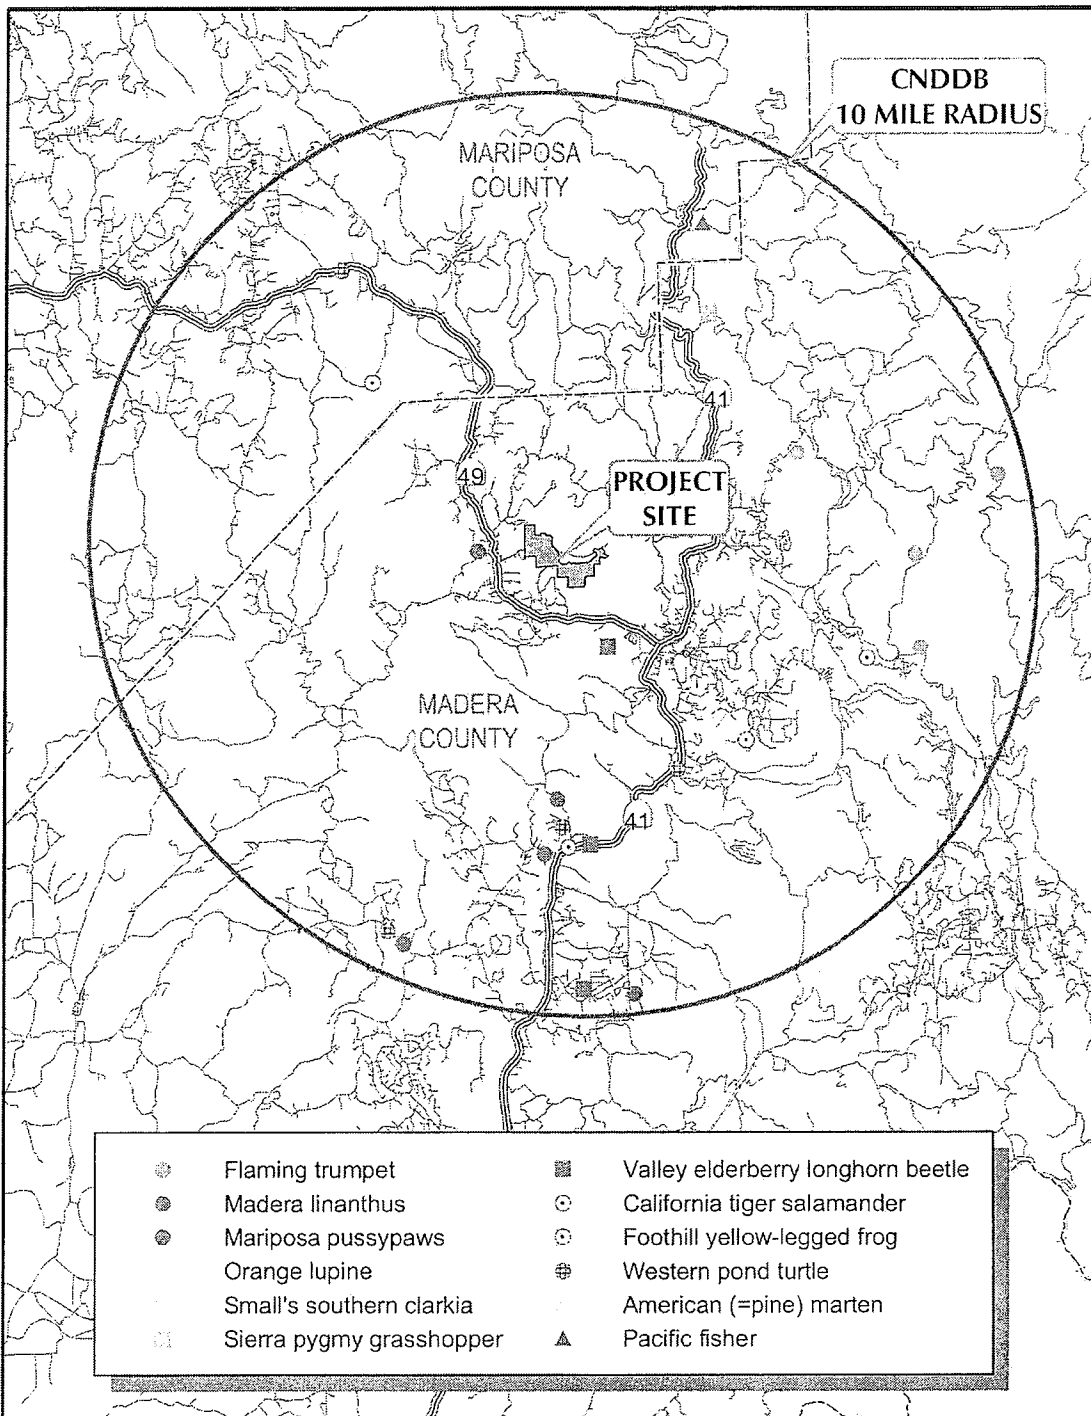 CNDDB
10 MILE RADIUS
MARIPOSA
COUNTY
41
49
PROJECT
SITE
MADERA
COUNTY
41
Flaming trumpet
Madera linanthus
Mariposa pussypaws
Orange lupine
Small's southern clarkia
Sierra pygmy grasshopper
Valley elderberry longhorn beetle
California tiger salamander
Foothill yellow-legged frog
Western pond turtle
American (=pine) marten
Pacific fisher